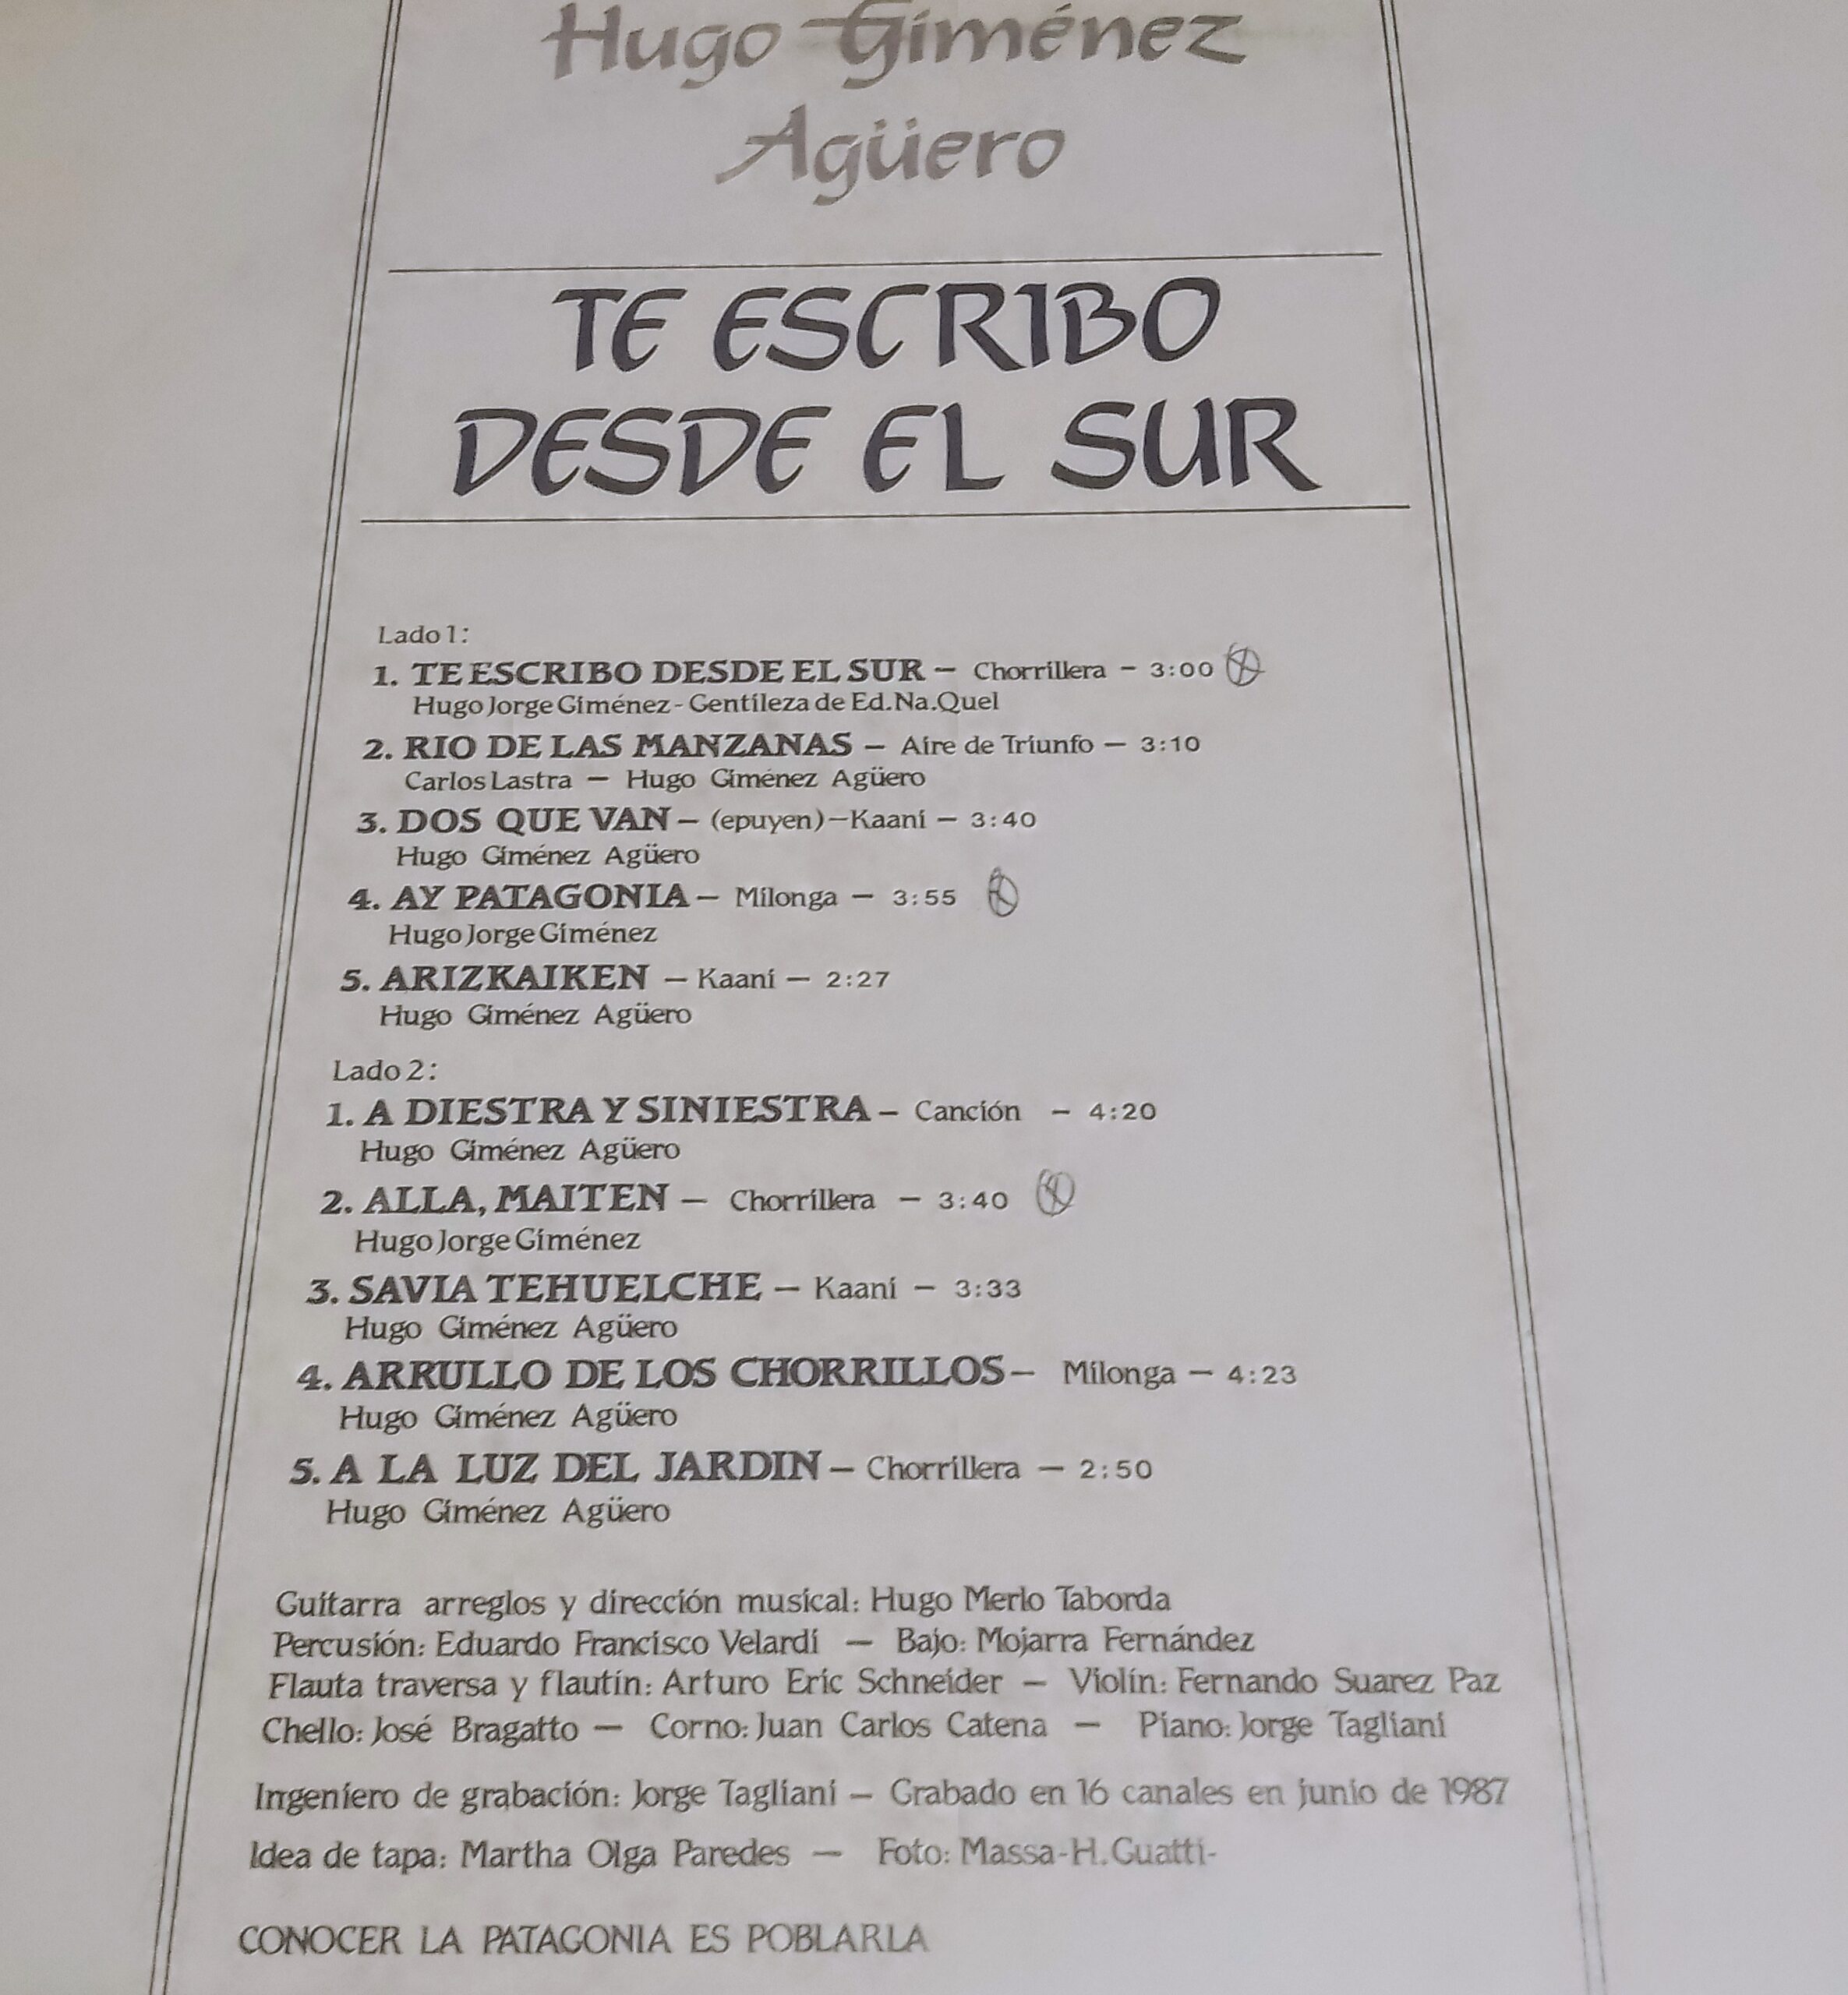 Hugo Giménez
Agüero
TE ESCRIBO
DESDE EL SUR
Lado 1:
1. TE ESCRIBO DESDE EL SUR – Chorrillera – 3:00
Hugo Jorge Giménez - Gentileza de Ed.Na.Quel
2. RIO DE LAS MANZANAS – Aire de Triunfo – 3:10
Carlos Lastra – Hugo Giménez Agüero
3. DOS QUE VAN – (epuyen) – Kaani – 3:40
Hugo Giménez Agüero
4. AY PATAGONIA – Milonga – 3:55
Hugo Jorge Giménez
5. ARIZKAIKEN – Kaani – 2:27
Hugo Giménez Agüero
Lado 2:
1. A DIESTRA Y SINIESTRA – Canción – 4:20
Hugo Giménez Agüero
2. ALLA, MAITEN – Chorrillera – 3:40
Hugo Jorge Giménez
3. SAVIA TEHUELCHE – Kaani – 3:33
Hugo Giménez Agüero
4. ARRULLO DE LOS CHORRILLOS – Milonga – 4:23
Hugo Giménez Agüero
5. A LA LUZ DEL JARDIN – Chorrillera – 2:50
Hugo Giménez Agüero
Guitarra arreglos y dirección musical: Hugo Merlo Taborda
Percusión: Eduardo Francisco Velardi – Bajo: Mojarra Fernández
Flauta traversa y flautín: Arturo Eric Schneider – Violín: Fernando Suarez Paz
Chello: José Bragatto – Corno: Juan Carlos Catena – Piano: Jorge Tagliani
Ingeniero de grabación: Jorge Tagliani – Grabado en 16 canales en junio de 1987
Idea de tapa: Martha Olga Paredes – Foto: Massa-H.Guatti-
CONOCER LA PATAGONIA ES POBLARLA